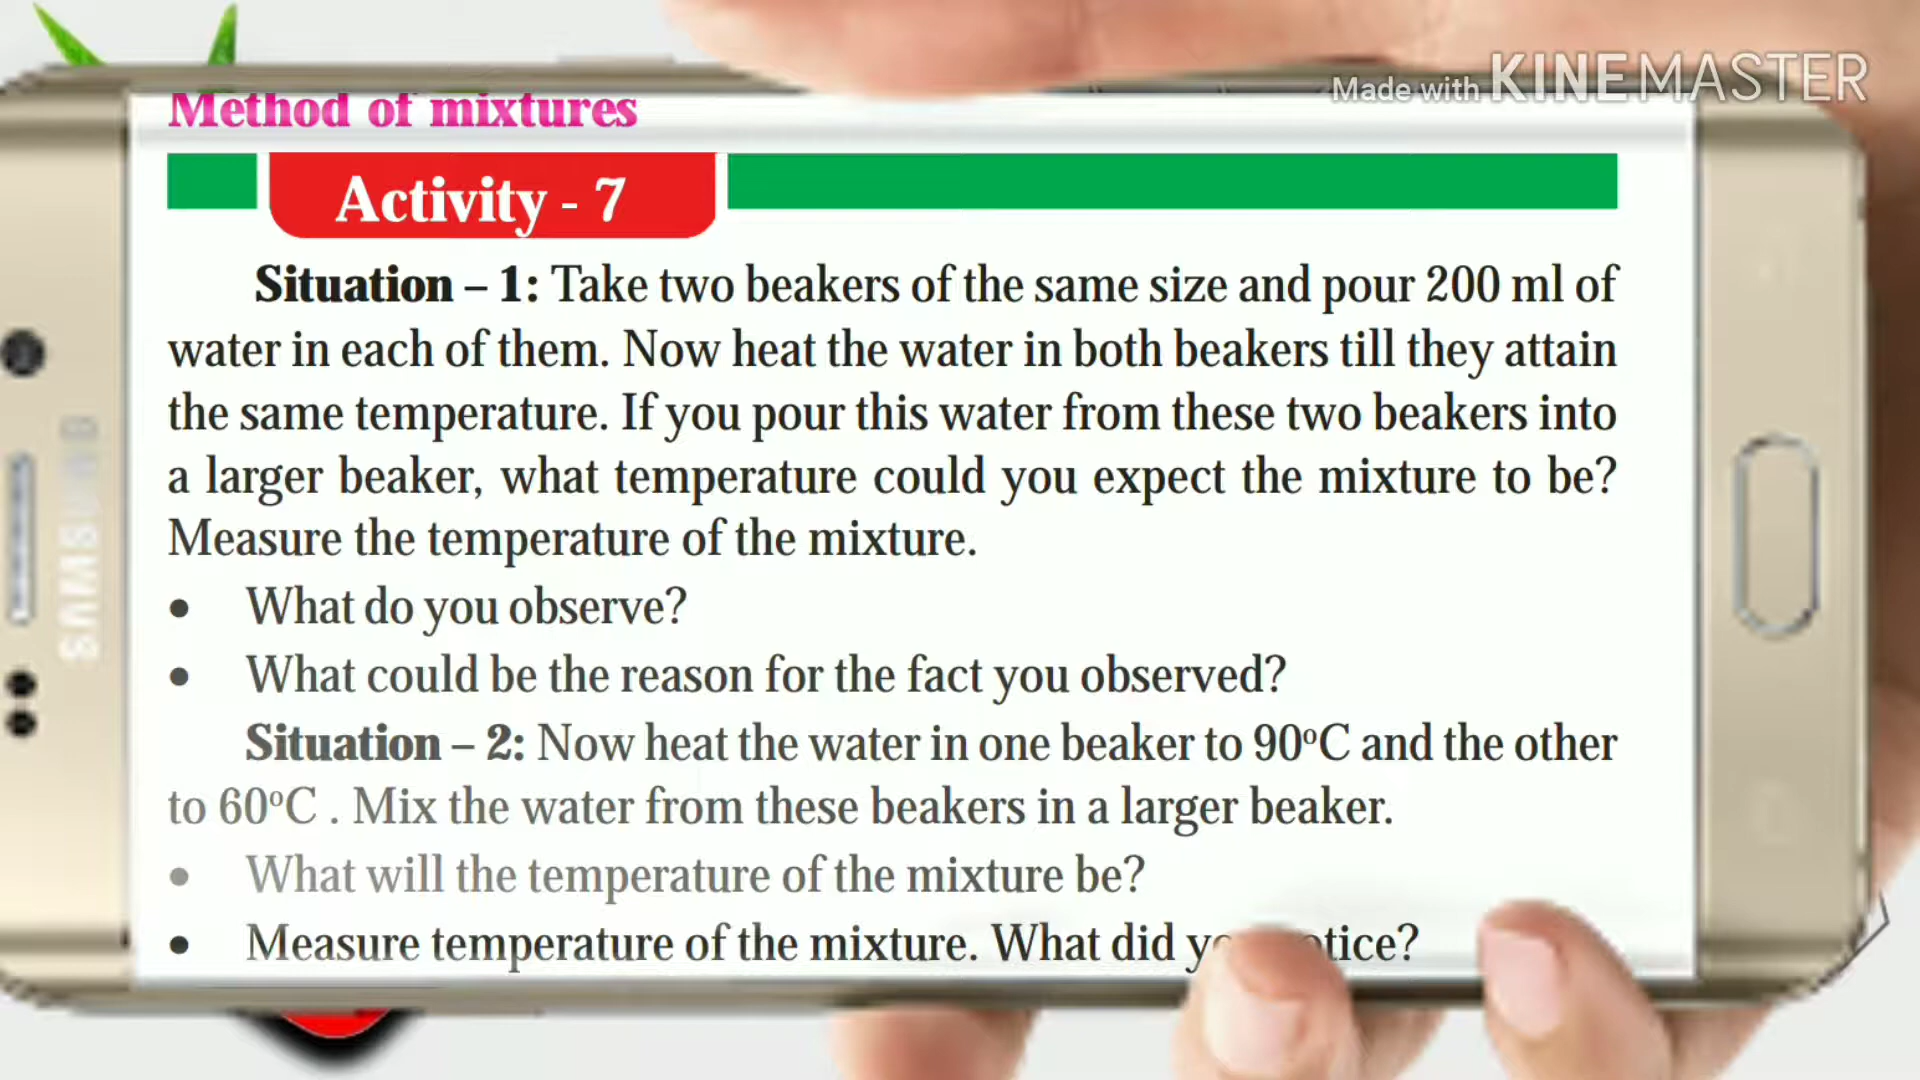 Made with KINEMASTER
Method of mixtures
Activity - 7
Situation – 1: Take two beakers of the same size and pour 200 ml of
water in each of them. Now heat the water in both beakers till they attain
the same temperature. If you pour this water from these two beakers into
a larger beaker, what temperature could you expect the mixture to be?
Measure the temperature of the mixture.
• What do you observe?
• What could be the reason for the fact you observed?
Situation – 2: Now heat the water in one beaker to 90ºC and the other
to 60ºC . Mix the water from these beakers in a larger beaker.
• What will the temperature of the mixture be?
• Measure temperature of the mixture. What did
SAMSUNG